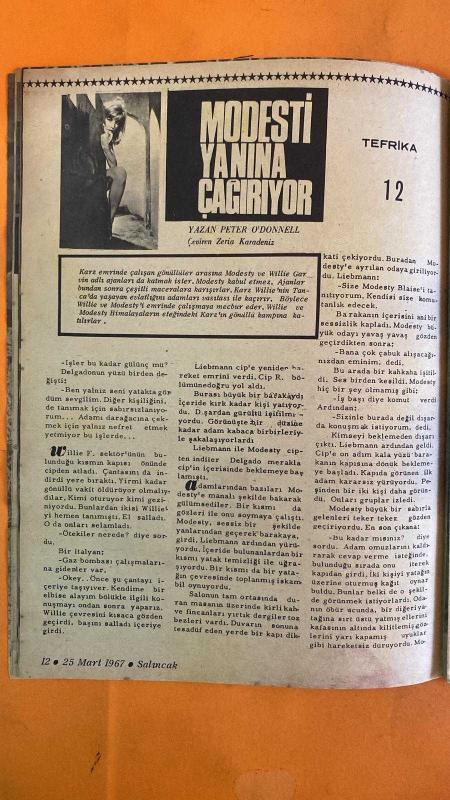 MODESTİ
YANINA
ÇAĞIRIYOR
TEFRİKA
12
YAZAN PETER O'DONNELL
Çeviren Zeria Karadeniz
Karz emrinde çalışan gönüllüler arasına Modesty ve Willie Gar
vin adlı ajanları da katmak ister. Modesty kabul etmez. Ajanlar
bundan sonra çeşitli maceralara karışırlar. Karz Willie'nin Tan
ca'da yaşayan evlatlığını adamları vasıtası ile kaçırır. Böylece
Willie ve Modesty'i emrinde çalışmaya mecbur eder. Willie ve
Modesty Himalayaların eteğindeki Karz'ın gönüllü kampına ka
tılırlar.
-İşler bu kadar gülünç mü?
Delgadonun yüzü birden de-
ğişti:
-Ben yalnız seni yatakta gös
düm sevgilim. Diğer kişiliğini,
de tanımak için sabırsızlanıyo-
rum... Adamı darağacına çek-
mek için yalnız nefret etmek
yetmiyor bu işlerde...
Willie F. sektör'ünün bulu-
lunduğu kısmın kapısı önünde
cipden atladı. Çantasını da in-
dirdi yere bıraktı. Yirmi kadar
gönüllü vakit öldürüyor olmalıy-
dılar. Kimi oturuyor kimi gezi-
niyordu. Bunlardan ikisi Willie'
yi hemen tanımıştı. El salladı.
O da onları selamladı.
-Ötekiler nerede? diye sor-
du.
Bir italyan:
-Gaz bombası çalışmaları-
na gidenler var.
-Okey.. Önce şu çantayı i-
çeriye taşıyıver. Kendime bir
elbise alayım bölükle ilgili ko-
nuşmayı ondan sonra yaparız.
Willie çevresini kısaca gözden
geçirdi, başını salladı içeriye
girdi.
Liebmann cip'e yeniden ha-
reket emrini verdi. Cip R. bö-
lümüne doğru yol aldı.
Burası büyük bir barakaydı
İçeride kırk kadar kişi yatıyor-
du. Dışardan gürültü işitilmi-
yordu. Görünüşte bir düzine
kadar adam kabaca birbirleriy-
le şakalaşıyorlardı
Liebmann ile Modesty cip-
ten indiler Delgado merakla
cip'in içerisinde beklemeye baş
lamıştı.
adamlarından bazıları Mo-
desty'e manalı şekilde bakarak
gülümsediler. Bir kısmı da
gözleri ile onu soymaya çalıştı.
Modesty, sessiz bir şekilde
yanlarından geçerek barakaya,
girdi. Liebmann ardından yürü-
yordu. İçeride bulunanlardan bir
kısmı yatak temizliği ile uğra-
şıyordu. Bir kısmı da bir yata-
ğın çevresinde toplanmış iskam-
bil oynuyordu.
Salonun tam ortasında du-
ran masanın üzerinde kirli kah-
ve fincanları yırtık dergiler toz
bezleri vardı. Duvarın sonuna
tesadüf eden yerde bir kapı dik-
kati çekiyordu. Buradan Mo-
desty'e ayrılan odaya giriliyor-
du. Liebmann:
-Size Modesty Blaise'i ta-
nıtıyorum. Kendisi size koma-
tanlık edecek.
Bu arada içerisini ani bir
sessizlik kapladı. Modesty bü-
yük odayı yavaş yavaş gözden
geçirdikten sonra:
-Bana çok çabuk alışacağı-
nızdan eminim, dedi.
Bu arada bir kahkaha işitil-
di. Ses birden kesildi. Modesty
hiç bir şey olmamış gibi:
-İş başı diye komut verdi
Ardından:
-Sizinle burada değil dışar-
da konuşmak istiyorum, dedi.
Kimseyi beklemeden dışarı
çıktı. Liebmann ardından geldi.
Cip'e on adım kala yüzü bara-
kanın kapısına dönük bekleme-
ye başladı. Kapıda görünen ilk
adam kararsız yürüyordu. Pe-
şinden bir iki kişi daha görün-
dü. Onları gruplar izledi.
Modesty büyük bir sabırla
gelenleri teker teker gözden
geçiriyordu. En son çıkana:
-Bu kadar mısınız? diye
sordu. Adam omuzlarını kaldı-
rarak cevap verme isteğinde
bulunduğu sırada onu iterek
kapıdan girdi. İki kişiyi yatağın
üzerine oturmuş kağıt oynar
buldu. Bunlar belki de o şekil-
de görünmek istiyorlardı. Oda-
nın öbür ucunda, bir diğeri ya-
tağına sırt üstü yatmış ellerini
kafasının altında kilitlemiş göz-
lerini yarı kapamış uyuklar
gibi hareketsiz duruyordu. Mo-
12 • 25 Mart 1967 • Salıncak